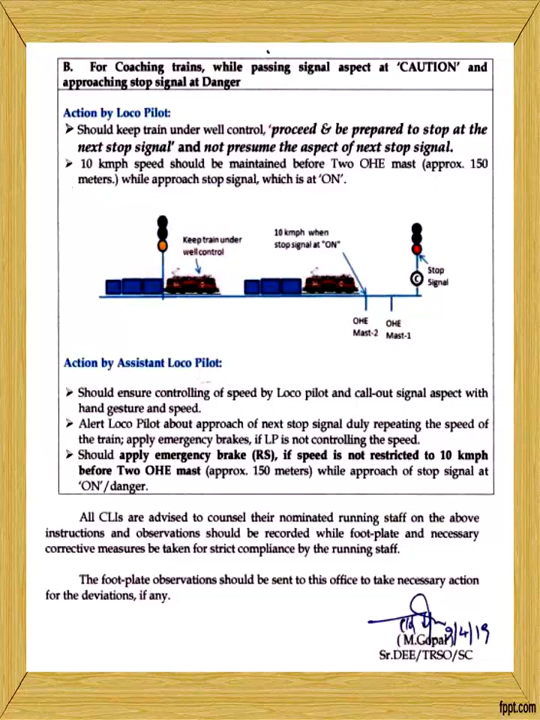 B. For Coaching trains, while passing signal aspect at 'CAUTION' and
approaching stop signal at Danger
Action by Loco Pilot:
➢ Should keep train under well control, 'proceed & be prepared to stop at the
next stop signal' and not presume the aspect of next stop signal.
➢ 10 kmph speed should be maintained before Two OHE mast (approx. 150
meters.) while approach stop signal, which is at 'ON'.
Keep train under
well control
10 kmph when
stop signal at "ON"
Stop
Signal
C
OHE
Mast-2
OHE
Mast-1
Action by Assistant Loco Pilot:
➢ Should ensure controlling of speed by Loco pilot and call-out signal aspect with
hand gesture and speed.
➢ Alert Loco Pilot about approach of next stop signal duly repeating the speed of
the train; apply emergency brakes, if LP is not controlling the speed.
➢ Should apply emergency brake (RS), if speed is not restricted to 10 kmph
before Two OHE mast (approx. 150 meters) while approach of stop signal at
'ON'/danger.
All CLIs are advised to counsel their nominated running staff on the above
instructions and observations should be recorded while foot-plate and necessary
corrective measures be taken for strict compliance by the running staff.
The foot-plate observations should be sent to this office to take necessary action
for the deviations, if any.
(M.Gopal) 9/4/19
Sr.DEE/TRSO/SC
fppt.com